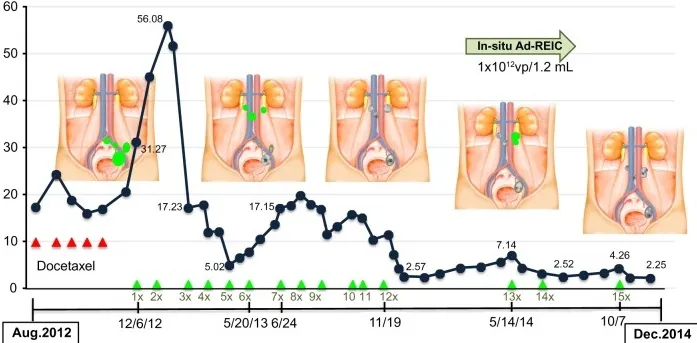 60
56.08
In-situ Ad-REIC
50
1x10¹²vp/1.2 mL
40
30
31.27
20
17.23
17.15
10
5.02
2.57
7.14
2.52
4.26
2.25
Docetaxel
0
1x 2x 3x 4x 5x 6x 7x 8x 9x 10 11 12x 13x 14x 15x
12/6/12 5/20/13 6/24 11/19 5/14/14 10/7
Aug.2012 Dec.2014